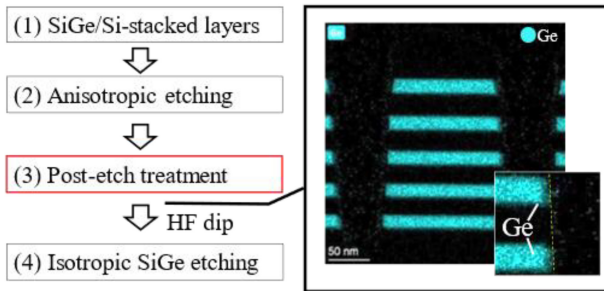 (1) SiGe/Si-stacked layers
(2) Anisotropic etching
(3) Post-etch treatment
HF dip
(4) Isotropic SiGe etching
Ge
Ge
Ge
50 nm